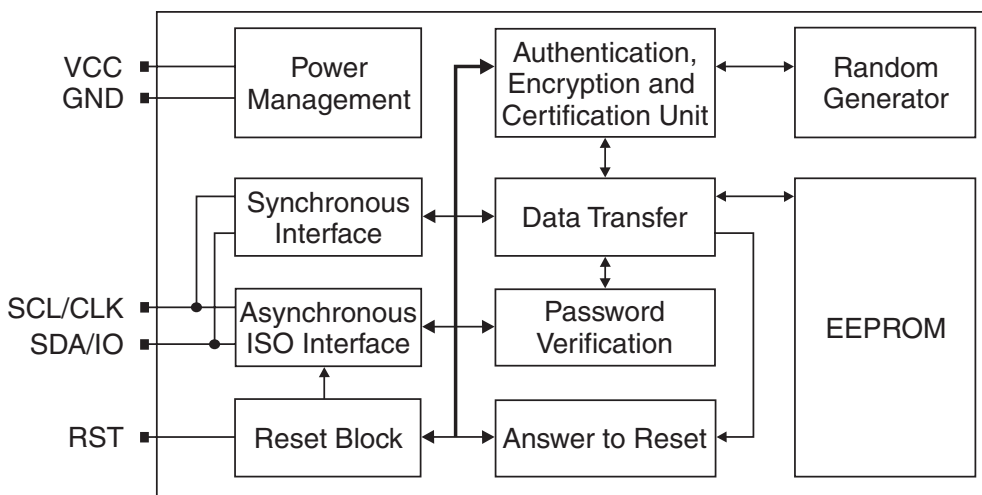 VCC
GND
Power
Management
Authentication,
Encryption and
Certification Unit
Random
Generator
Synchronous
Interface
Data Transfer
SCL/CLK
SDA/IO
Asynchronous
ISO Interface
Password
Verification
EEPROM
RST
Reset Block
Answer to Reset